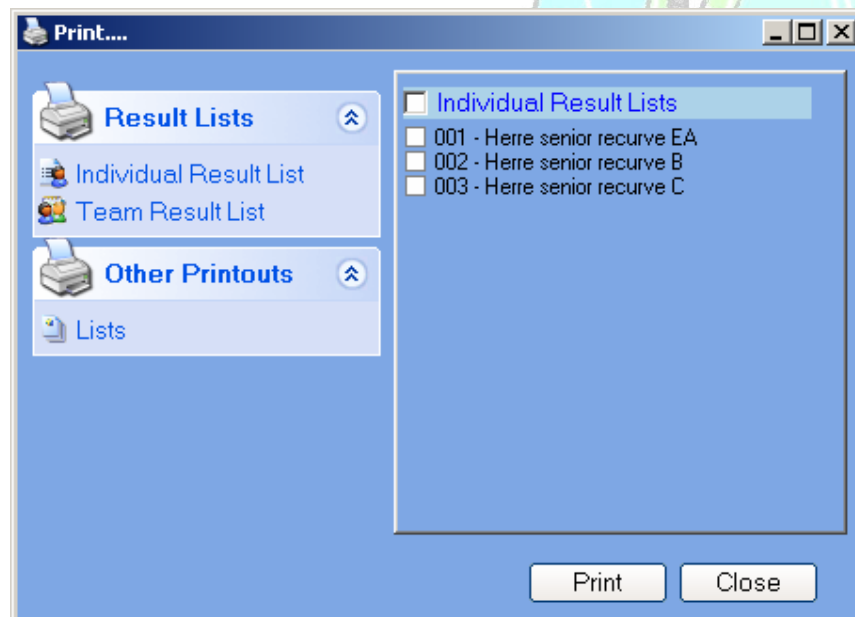 Print....
Result Lists
Individual Result List
Team Result List
Other Printouts
Lists
Individual Result Lists
001 - Herre senior recurve EA
002 - Herre senior recurve B
003 - Herre senior recurve C
Print
Close